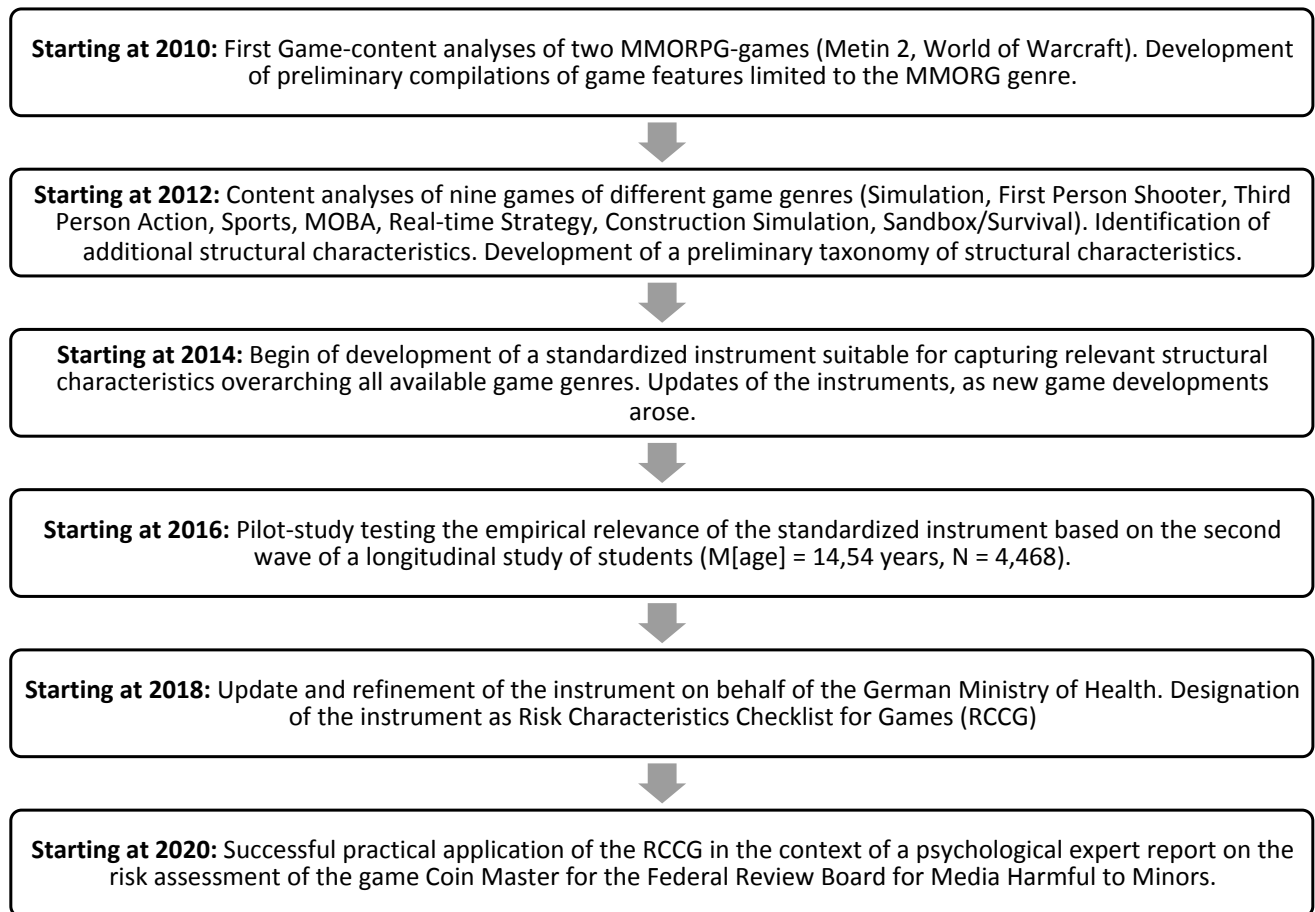 Starting at 2010: First Game-content analyses of two MMORPG-games (Metin 2, World of Warcraft). Development
of preliminary compilations of game features limited to the MMORG genre.
Starting at 2012: Content analyses of nine games of different game genres (Simulation, First Person Shooter, Third
Person Action, Sports, MOBA, Real-time Strategy, Construction Simulation, Sandbox/Survival). Identification of
additional structural characteristics. Development of a preliminary taxonomy of structural characteristics.
Starting at 2014: Begin of development of a standardized instrument suitable for capturing relevant structural
characteristics overarching all available game genres. Updates of the instruments, as new game developments
arose.
Starting at 2016: Pilot-study testing the empirical relevance of the standardized instrument based on the second
wave of a longitudinal study of students (M[age] = 14,54 years, N = 4,468).
Starting at 2018: Update and refinement of the instrument on behalf of the German Ministry of Health. Designation
of the instrument as Risk Characteristics Checklist for Games (RCCG)
Starting at 2020: Successful practical application of the RCCG in the context of a psychological expert report on the
risk assessment of the game Coin Master for the Federal Review Board for Media Harmful to Minors.